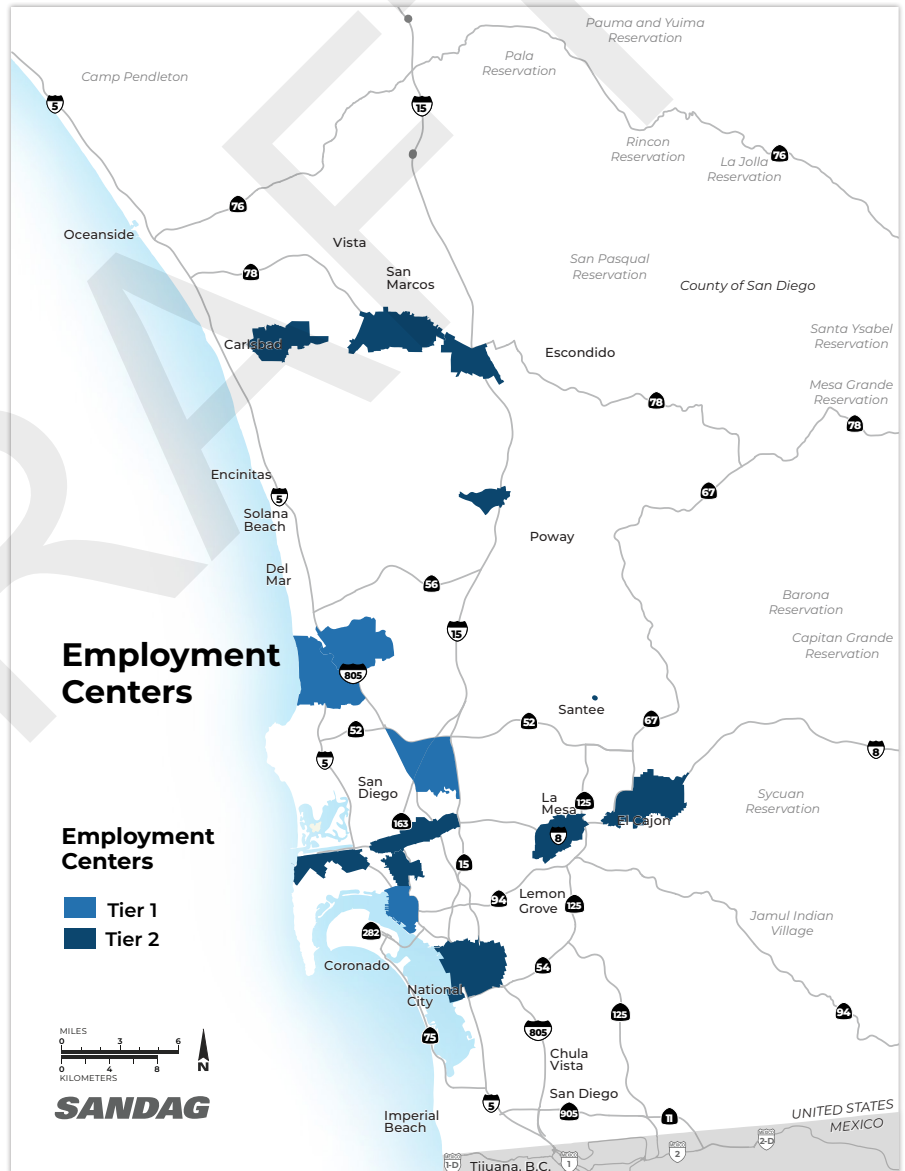 Pauma and Yuima
Reservation
Pala
Reservation
Camp Pendleton
5
15
Rincon
Reservation
La Jolla
Reservation
76
76
Oceanside
Vista
78
San
Marcos
San Pasqual
Reservation
County of San Diego
Santa Ysabel
Reservation
Carlsbad
Escondido
Mesa Grande
Reservation
78
78
Encinitas
5
67
Solana
Beach
Poway
Del
Mar
56
Barona
Reservation
15
Capitan Grande
Reservation
Employment
Centers
805
Santee
52
52
67
5
8
San
Diego
La
Mesa
125
Sycuan
Reservation
163
El Cajon
8
Employment
Centers
15
94
Lemon
Grove
125
Tier 1
Tier 2
Jamul Indian
Village
282
Coronado
54
National
City
125
94
75
805
MILES
0 3 6
0 4 8
KILOMETERS
N
Chula
Vista
San Diego
SANDAG
5
905
11
Imperial
Beach
UNITED STATES
MEXICO
1-D
Tijuana, B.C.
1
2
2-D
DRAFT